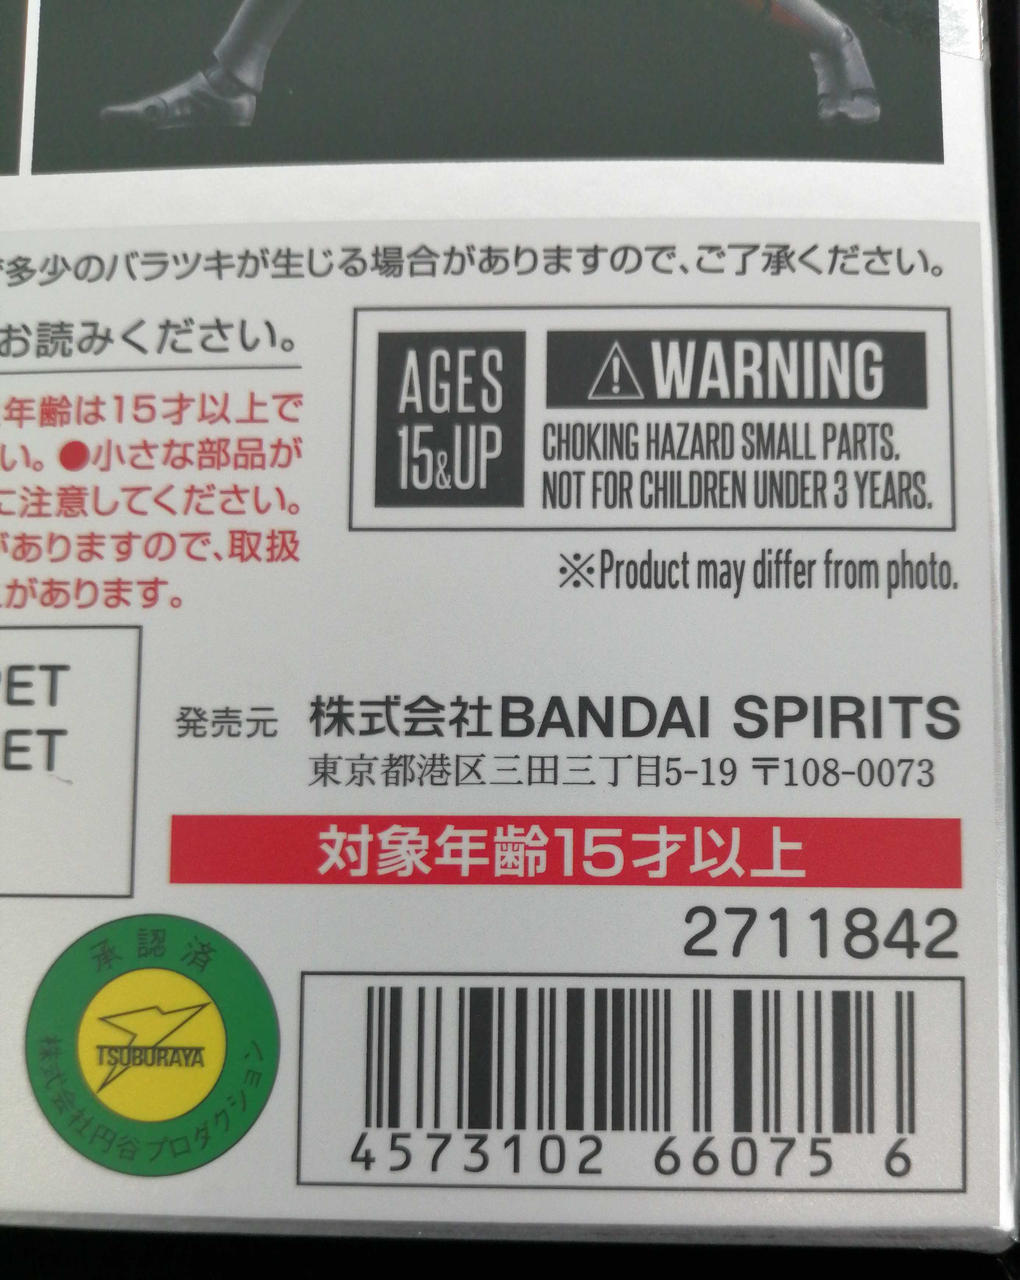 多少のバラツキが生じる場合がありますので、ご了承ください。
お読みください。
年齢は15才以上で
い。●小さな部品が
に注意してください。
がありますので、取扱
があります。
AGES
15&UP
⚠WARNING
CHOKING HAZARD SMALL PARTS.
NOT FOR CHILDREN UNDER 3 YEARS.
※Product may differ from photo.
PET
ET
発売元 株式会社BANDAI SPIRITS
東京都港区三田三丁目5-19 〒108-0073
対象年齢15才以上
2711842
承認済
TSUBURAYA
株式会社円谷プロダクション
4573102 66075 6